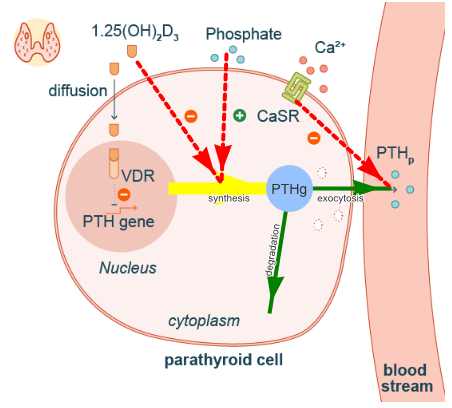 1.25(OH)₂D₃
Phosphate
Ca²⁺
diffusion
CaSR
PTHₚ
VDR
PTHg
synthesis
exocytosis
PTH gene
degradation
Nucleus
cytoplasm
parathyroid cell
blood
stream